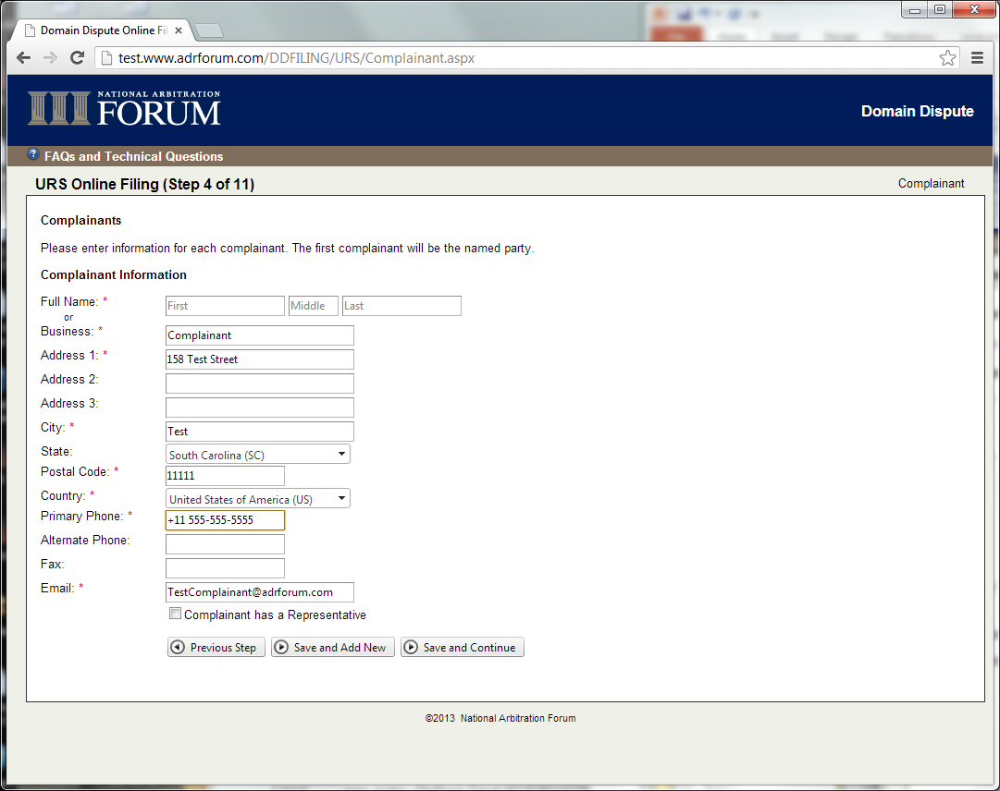 Domain Dispute Online Fil
test.www.adrforum.com/DDFILING/URS/Complainant.aspx
NATIONAL ARBITRATION
FORUM
Domain Dispute
? FAQs and Technical Questions
URS Online Filing (Step 4 of 11)
Complainant
Complainants
Please enter information for each complainant. The first complainant will be the named party.
Complainant Information
Full Name: * First Middle Last
or
Business: * Complainant
Address 1: * 158 Test Street
Address 2:
Address 3:
City: * Test
State: South Carolina (SC)
Postal Code: * 11111
Country: * United States of America (US)
Primary Phone: * +11 555-555-5555
Alternate Phone:
Fax:
Email: * TestComplainant@adrforum.com
Complainant has a Representative
Previous Step Save and Add New Save and Continue
©2013 National Arbitration Forum